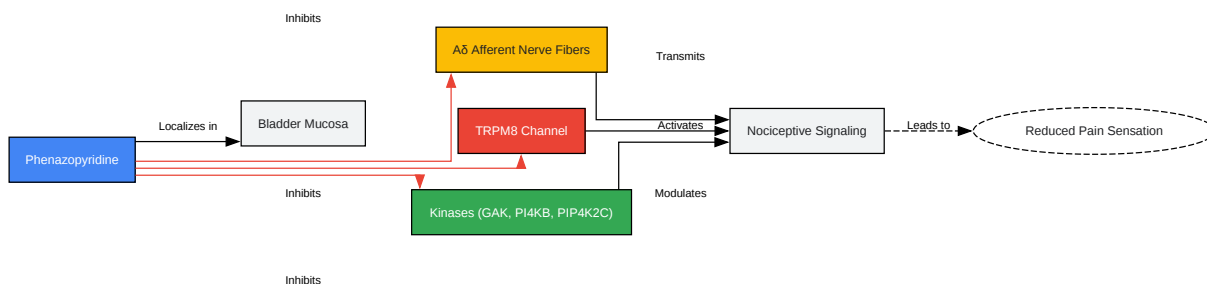 Inhibits
Aδ Afferent Nerve Fibers
Transmits
Localizes in
Bladder Mucosa
TRPM8 Channel
Activates
Nociceptive Signaling
Leads to
Reduced Pain Sensation
Phenazopyridine
Inhibits
Kinases (GAK, PI4KB, PIP4K2C)
Modulates
Inhibits